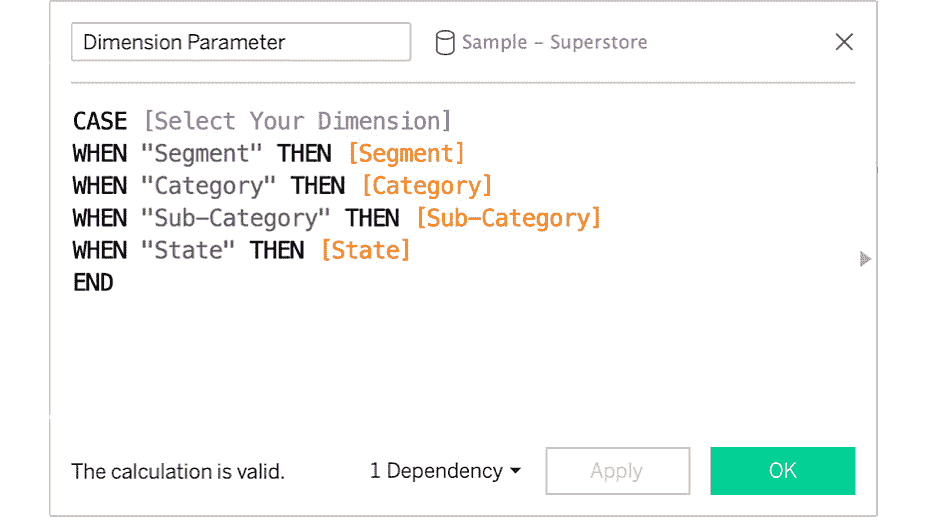 Dimension Parameter
Sample - Superstore
CASE [Select Your Dimension]
WHEN "Segment" THEN [Segment]
WHEN "Category" THEN [Category]
WHEN "Sub-Category" THEN [Sub-Category]
WHEN "State" THEN [State]
END
The calculation is valid.
1 Dependency
Apply
OK